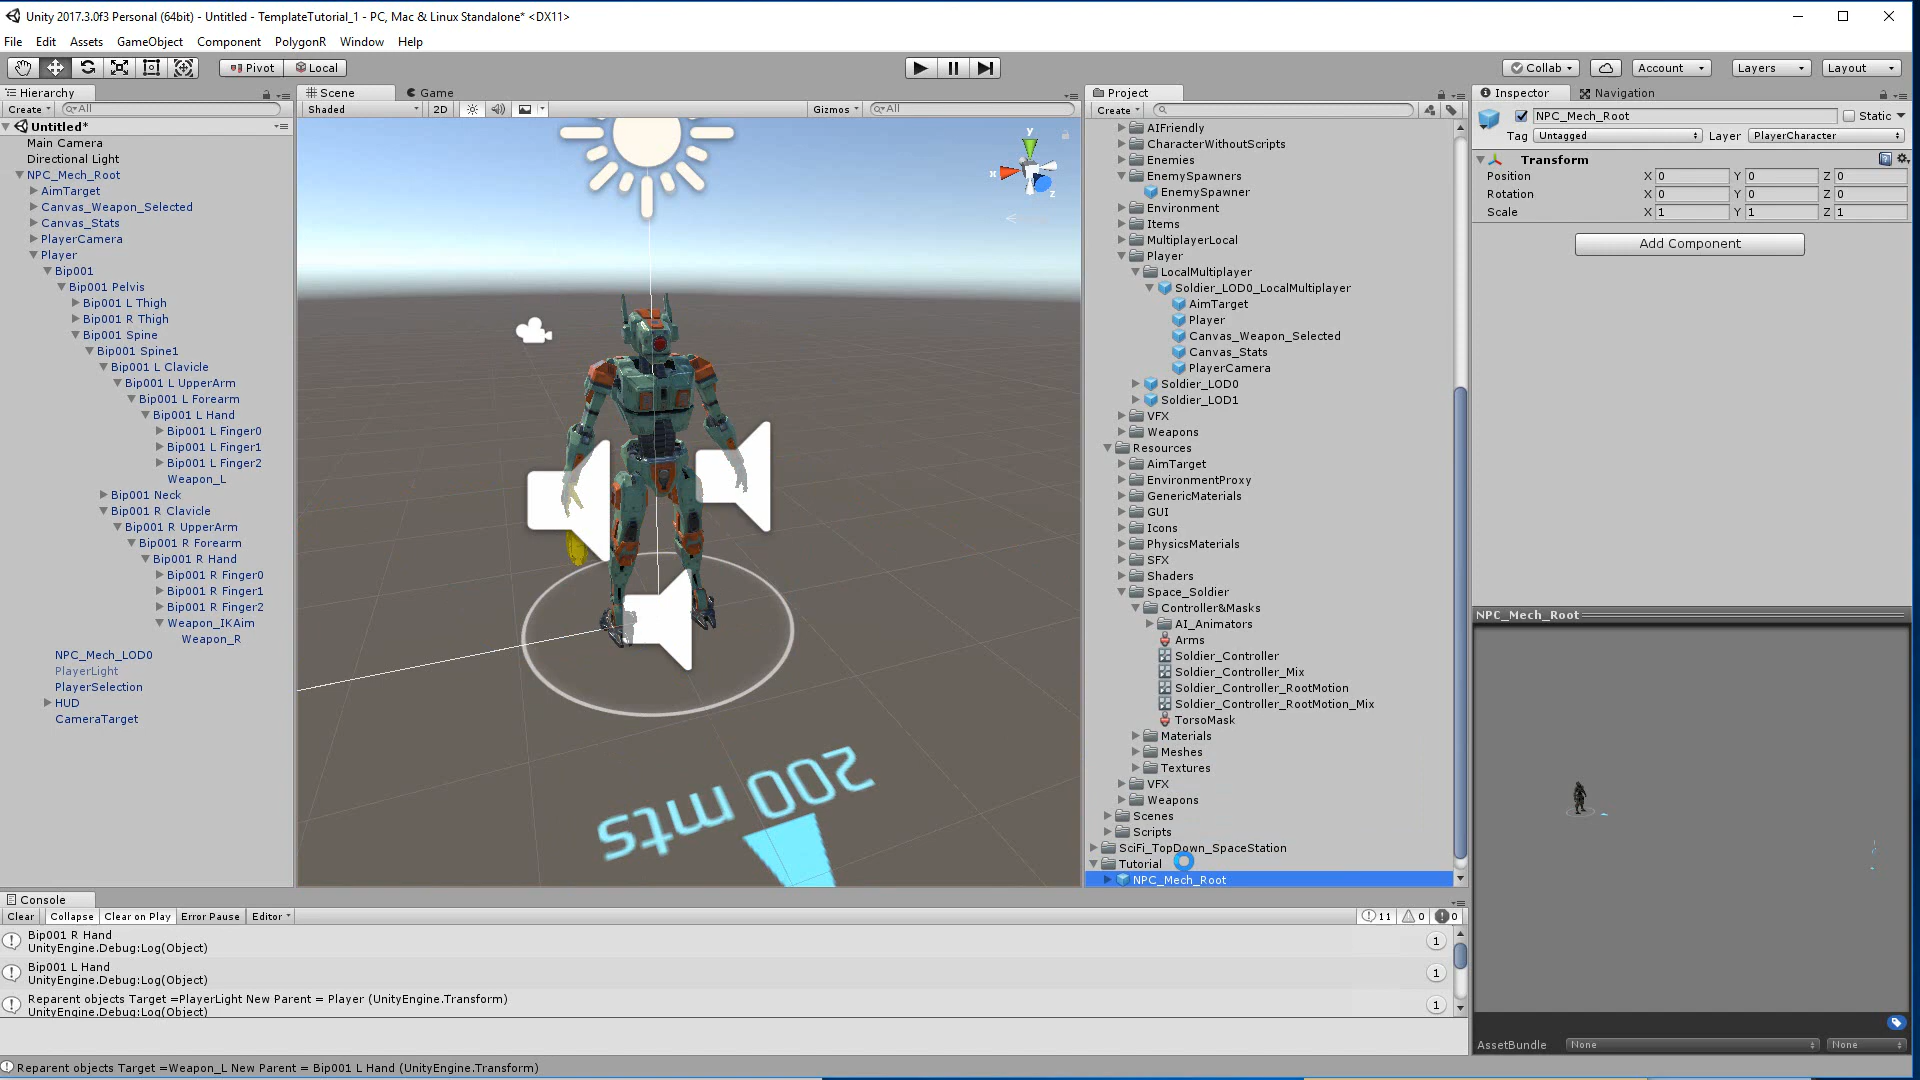 Unity 2017.3.0f3 Personal (64bit) - Untitled - TemplateTutorial_1 - PC, Mac & Linux Standalone* <DX11>
File Edit Assets GameObject Component PolygonR Window Help
Pivot Local Collab Account Layers Layout
Hierarchy
Create All
Untitled*
Main Camera
Directional Light
NPC_Mech_Root
AimTarget
Canvas_Weapon_Selected
Canvas_Stats
PlayerCamera
Player
Bip001
Bip001 Pelvis
Bip001 L Thigh
Bip001 R Thigh
Bip001 Spine
Bip001 Spine1
Bip001 L Clavicle
Bip001 L UpperArm
Bip001 L Forearm
Bip001 L Hand
Bip001 L Finger0
Bip001 L Finger1
Bip001 L Finger2
Weapon_L
Bip001 Neck
Bip001 R Clavicle
Bip001 R UpperArm
Bip001 R Forearm
Bip001 R Hand
Bip001 R Finger0
Bip001 R Finger1
Bip001 R Finger2
Weapon_IKAim
Weapon_R
NPC_Mech_LOD0
PlayerLight
PlayerSelection
HUD
CameraTarget
Scene Game
Shaded 2D Gizmos All
y
x
z
200 mts
Project
Create
AIFriendly
CharacterWithoutScripts
Enemies
EnemySpawners
EnemySpawner
Environment
Items
MultiplayerLocal
Player
LocalMultiplayer
Soldier_LOD0_LocalMultiplayer
AimTarget
Player
Canvas_Weapon_Selected
Canvas_Stats
PlayerCamera
Soldier_LOD0
Soldier_LOD1
VFX
Weapons
Resources
AimTarget
EnvironmentProxy
GenericMaterials
GUI
Icons
PhysicsMaterials
SFX
Shaders
Space_Soldier
Controller&Masks
AI_Animators
Arms
Soldier_Controller
Soldier_Controller_Mix
Soldier_Controller_RootMotion
Soldier_Controller_RootMotion_Mix
TorsoMask
Materials
Meshes
Textures
VFX
Weapons
Scenes
Scripts
SciFi_TopDown_SpaceStation
Tutorial
NPC_Mech_Root
Inspector Navigation
NPC_Mech_Root Static
Tag Untagged Layer PlayerCharacter
Transform
Position X 0 Y 0 Z 0
Rotation X 0 Y 0 Z 0
Scale X 1 Y 1 Z 1
Add Component
NPC_Mech_Root
AssetBundle None None
Console
Clear Collapse Clear on Play Error Pause Editor 11 0 0
Bip001 R Hand
UnityEngine.Debug:Log(Object) 1
Bip001 L Hand
UnityEngine.Debug:Log(Object) 1
Reparent objects Target =PlayerLight New Parent = Player (UnityEngine.Transform)
UnityEngine.Debug:Log(Object) 1
Reparent objects Target =Weapon_L New Parent = Bip001 L Hand (UnityEngine.Transform)